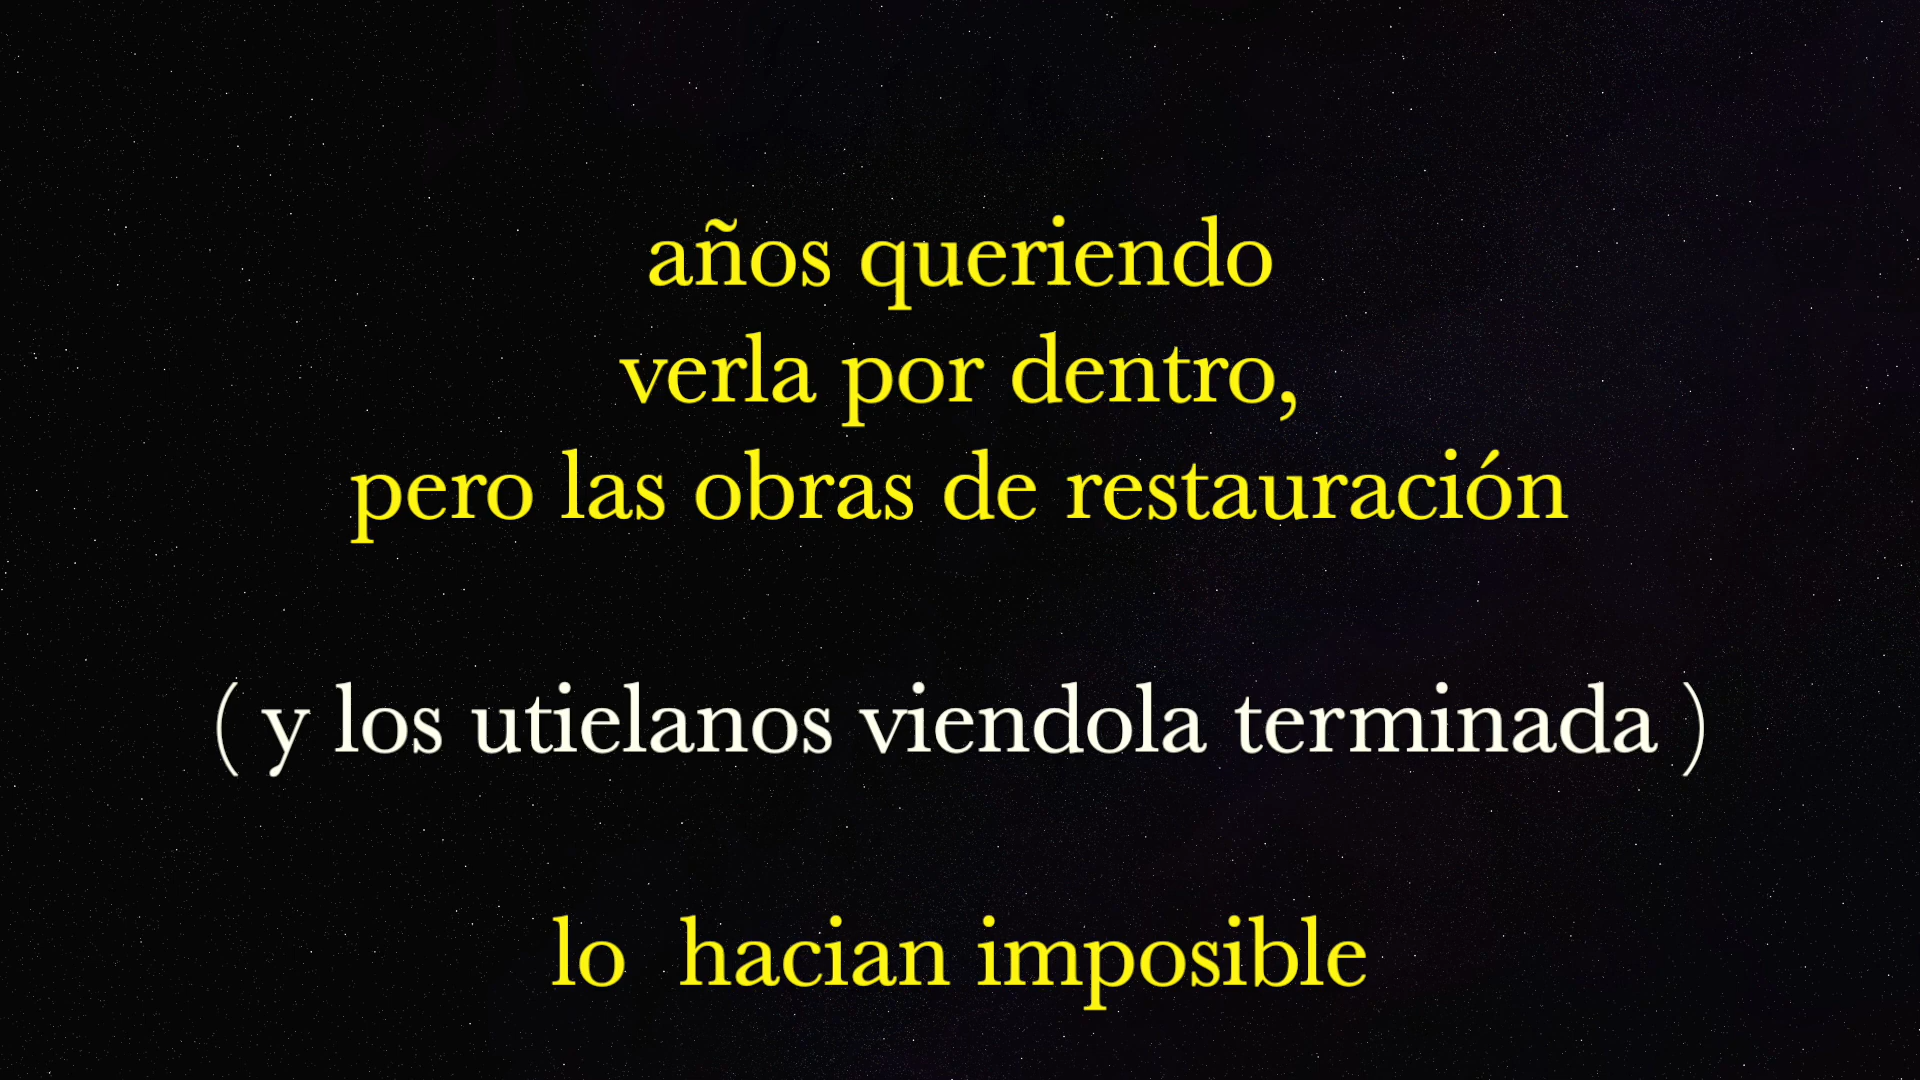 años queriendo
verla por dentro,
pero las obras de restauración
( y los utielanos viendola terminada )
lo  hacian imposible